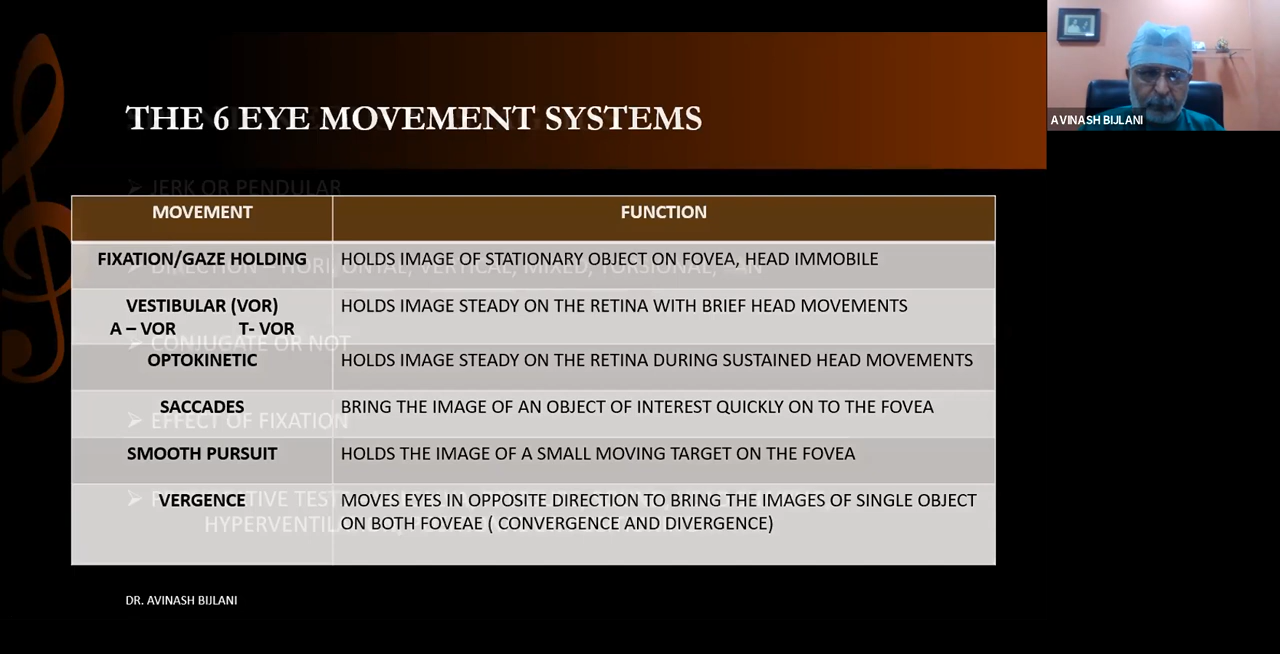 THE 6 EYE MOVEMENT SYSTEMS
AVINASH BIJLANI
JERK OR PENDULAR
MOVEMENT FUNCTION
FIXATION/GAZE HOLDING HOLDS IMAGE OF STATIONARY OBJECT ON FOVEA, HEAD IMMOBILE
VESTIBULAR (VOR) HOLDS IMAGE STEADY ON THE RETINA WITH BRIEF HEAD MOVEMENTS
A – VOR T- VOR
CONJUGATE OR NOT
OPTOKINETIC HOLDS IMAGE STEADY ON THE RETINA DURING SUSTAINED HEAD MOVEMENTS
SACCADES BRING THE IMAGE OF AN OBJECT OF INTEREST QUICKLY ON TO THE FOVEA
EFFECT OF FIXATION
SMOOTH PURSUIT HOLDS THE IMAGE OF A SMALL MOVING TARGET ON THE FOVEA
VERGENCE MOVES EYES IN OPPOSITE DIRECTION TO BRING THE IMAGES OF SINGLE OBJECT
ON BOTH FOVEAE ( CONVERGENCE AND DIVERGENCE)
DR. AVINASH BIJLANI